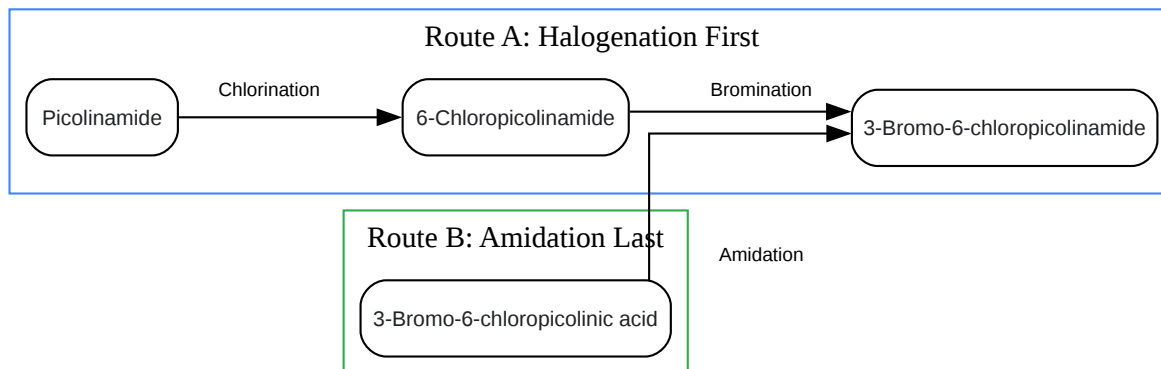 Route A: Halogenation First
Chlorination
Bromination
Picolinamide
6-Chloropicolinamide
3-Bromo-6-chloropicolinamide
Route B: Amidation Last
Amidation
3-Bromo-6-chloropicolinic acid